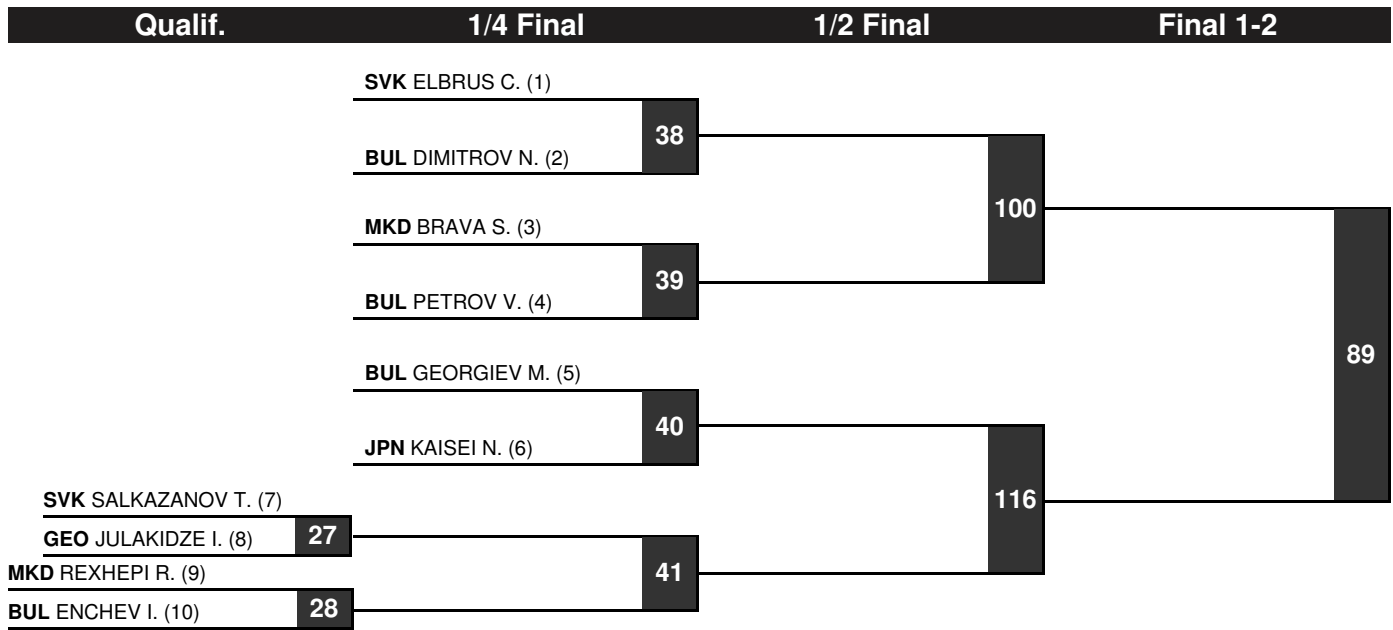 Qualif. 1/4 Final 1/2 Final Final 1-2
SVK ELBRUS C. (1)
38
BUL DIMITROV N. (2)
100
MKD BRAVA S. (3)
39
BUL PETROV V. (4)
89
BUL GEORGIEV M. (5)
40
JPN KAISEI N. (6)
116
SVK SALKAZANOV T. (7)
27
GEO JULAKIDZE I. (8)
41
MKD REXHEPI R. (9)
28
BUL ENCHEV I. (10)